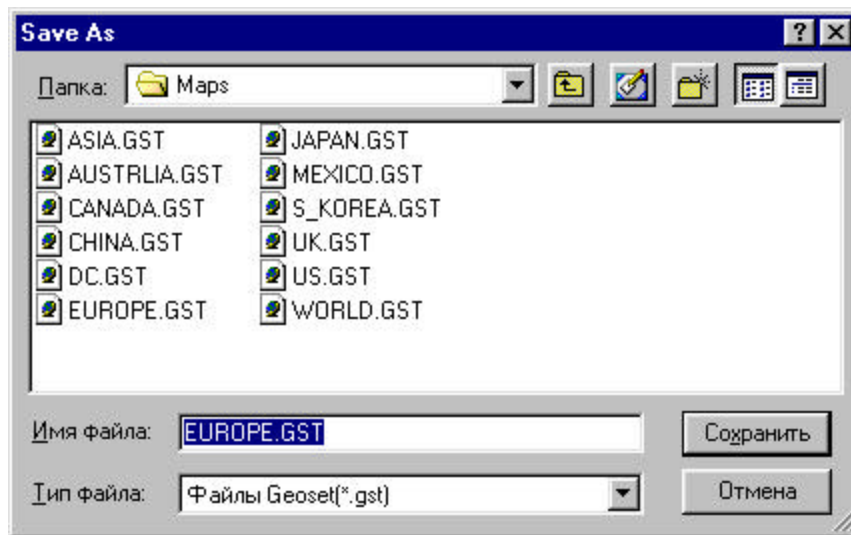 Save As
Папка: Maps
ASIA.GST JAPAN.GST
AUSTRLIA.GST MEXICO.GST
CANADA.GST S_KOREA.GST
CHINA.GST UK.GST
DC.GST US.GST
EUROPE.GST WORLD.GST
Имя файла: EUROPE.GST Сохранить
Тип файла: Файлы Geoset(*.gst) Отмена